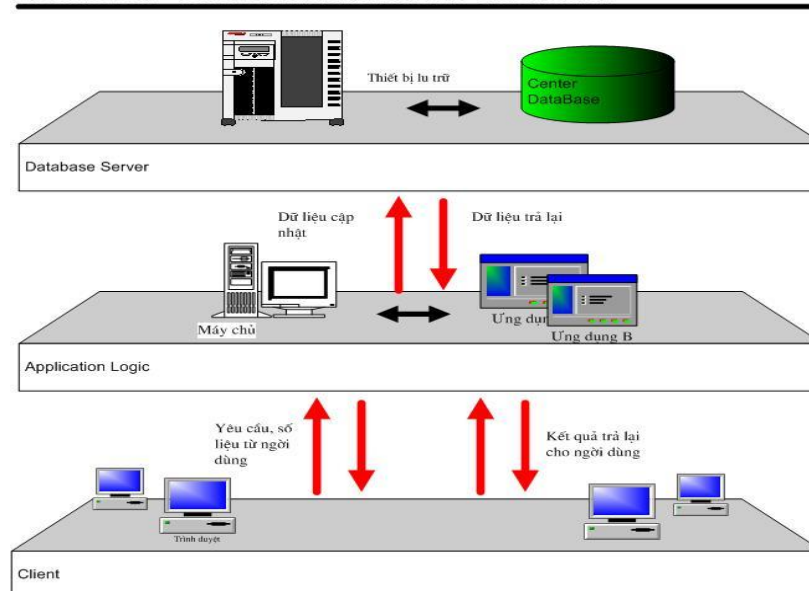 Thiết bị lu trữ
Center
DataBase
Database Server
Dữ liệu cập
nhật
Dữ liệu trả lại
Máy chủ
Ứng dụn
Ứng dụng B
Application Logic
Yêu cầu, số
liệu từ ngời
dùng
Kết quả trả lại
cho ngời dùng
Trình duyệt
Client